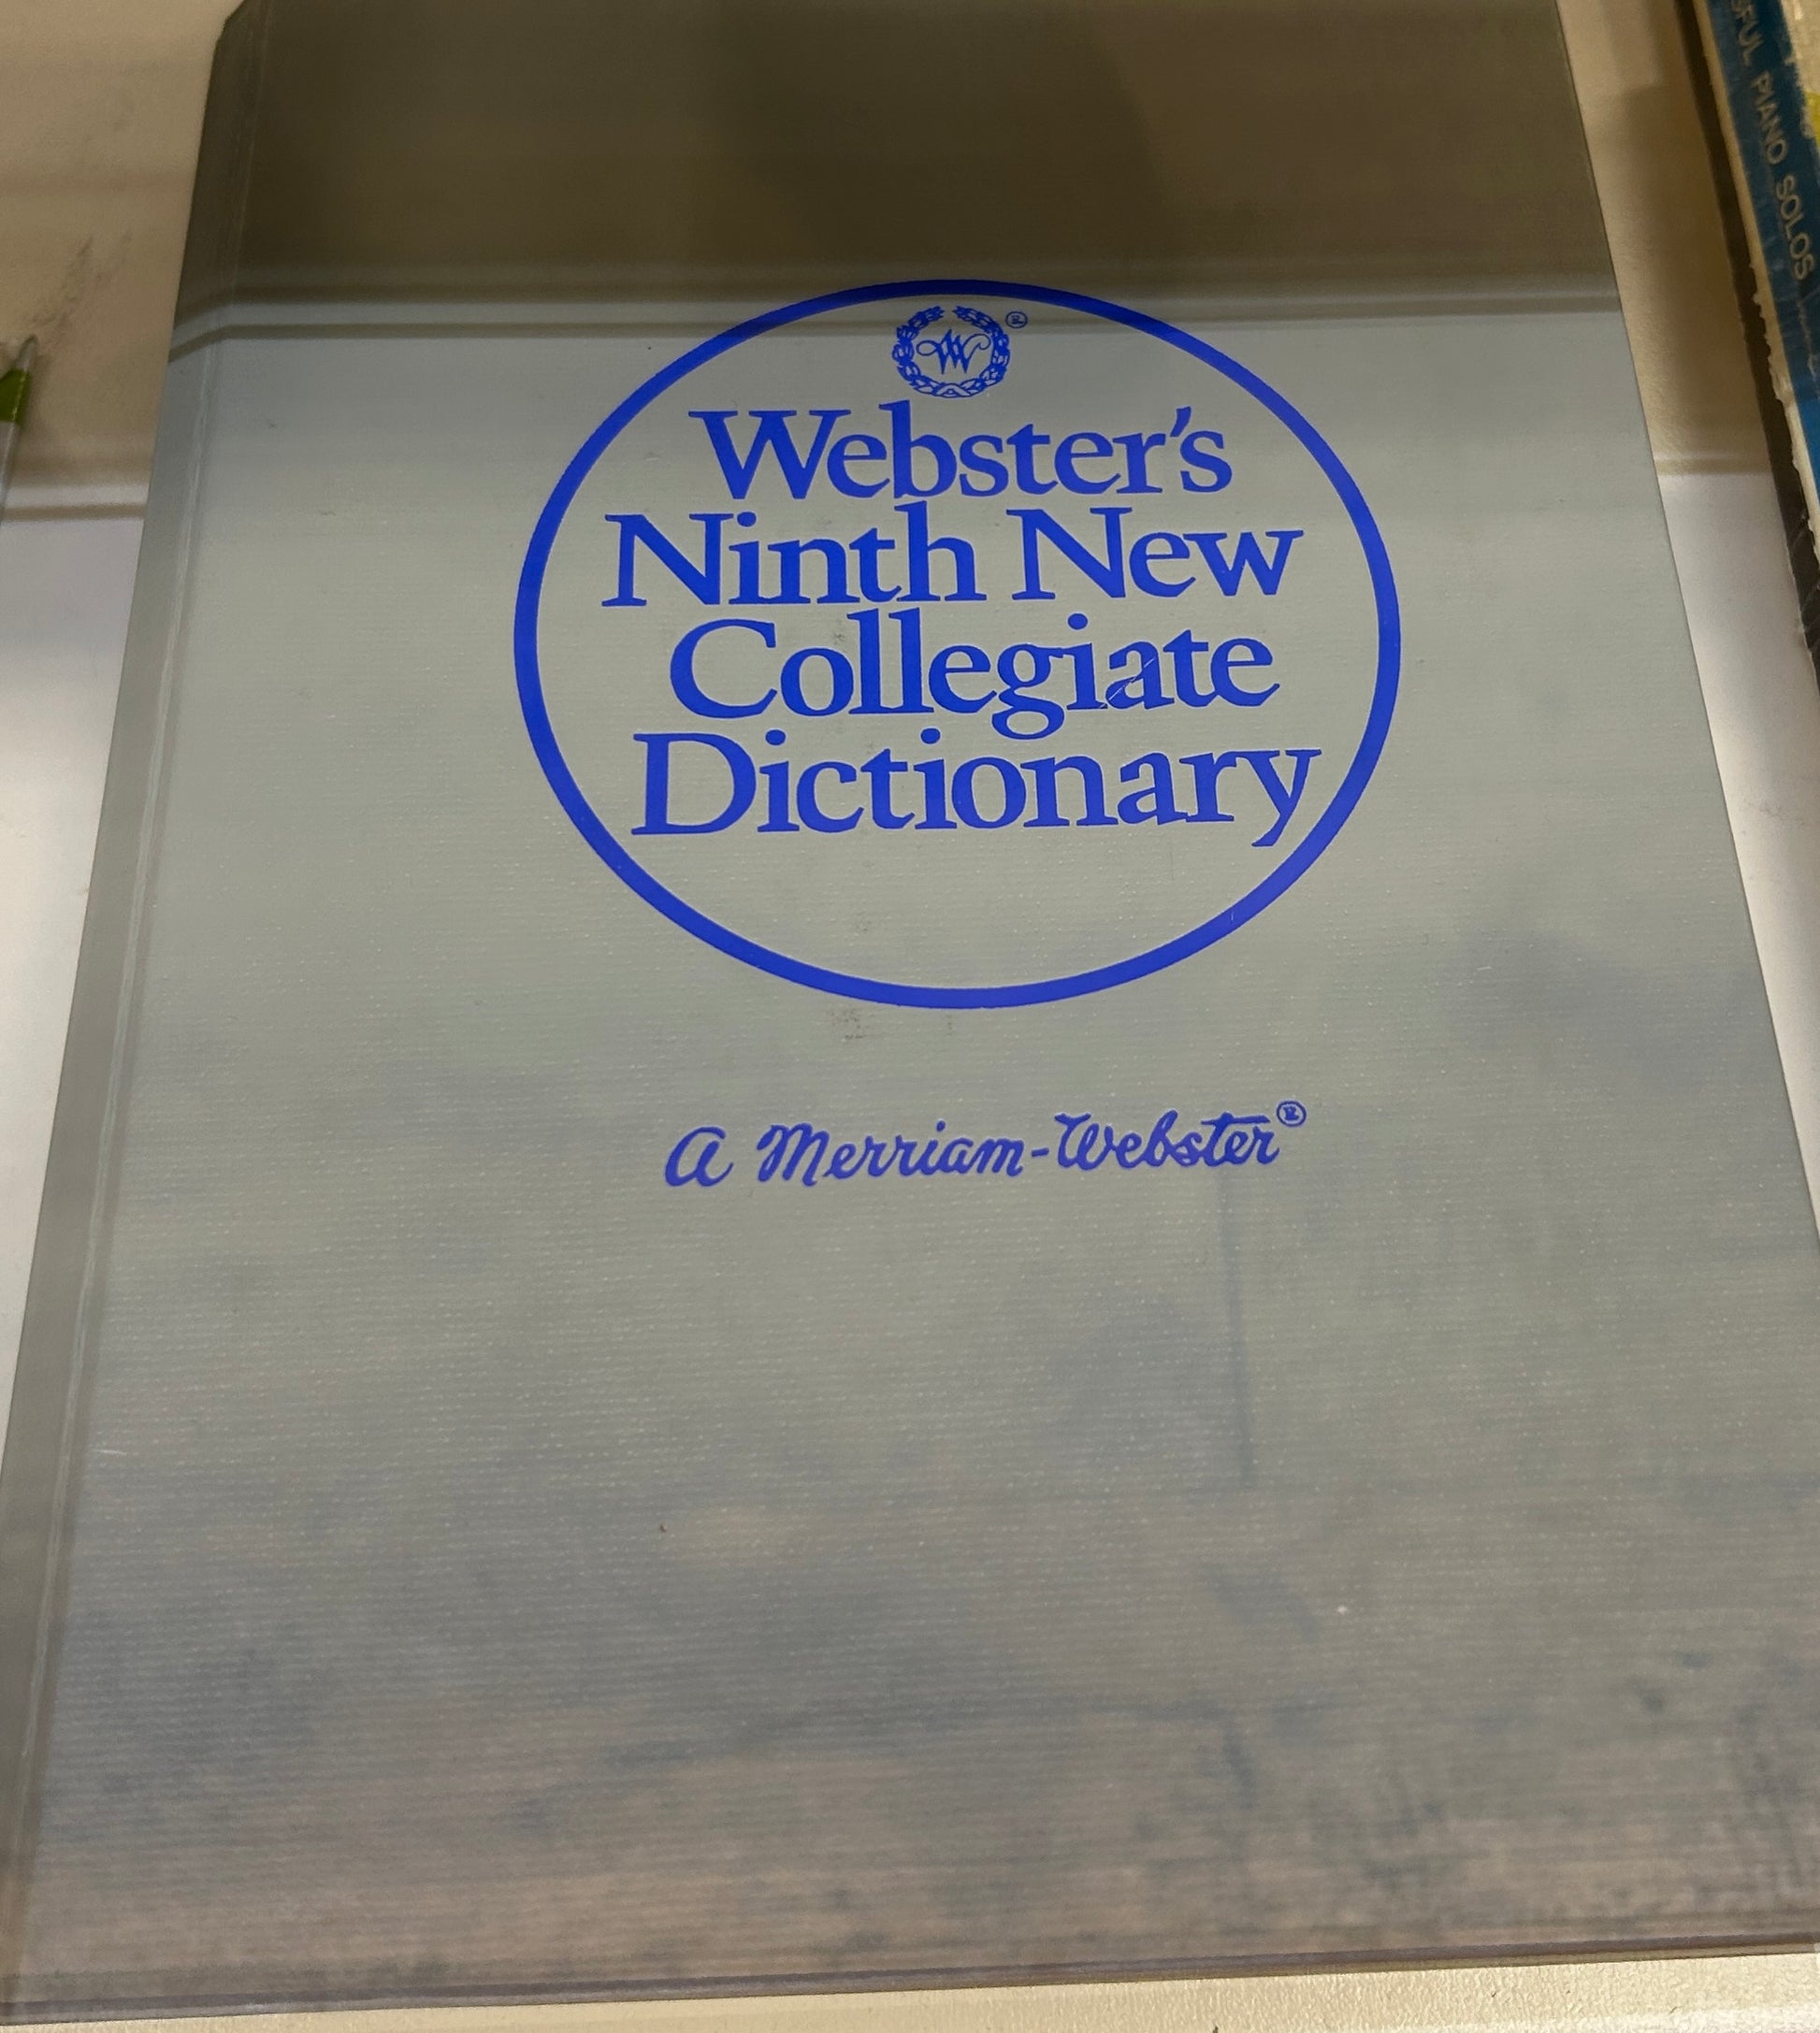 W ®
Webster's
Ninth New
Collegiate
Dictionary
A Merriam-Webster®
PIANO SOLOS